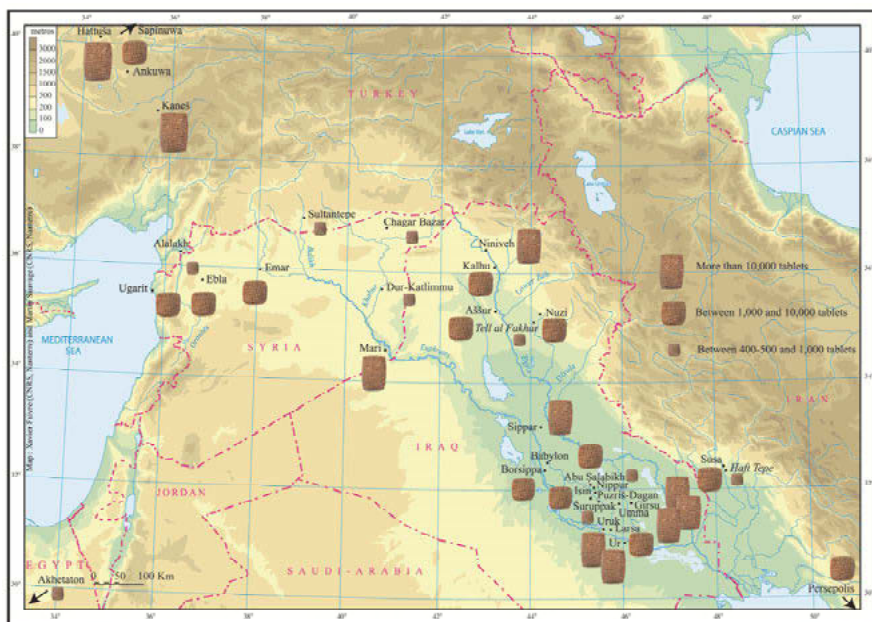 metres
3000
2000
1500
1000
200
100
0
Hattuša
Sapinuwa
Ankuwa
Kaneš
TURKEY
CASPIAN SEA
Sultantepe
Chagar Bazar
Niniveh
Alalakh
Kalhu
More than 10,000 tablets
Ebla
Emar
Ugarit
Dur-Katlimmu
Aššur
Nuzi
Between 1,000 and 10,000 tablets
Tell al Fakhar
MEDITERRANEAN
SEA
SYRIA
Mari
Euphrates
Between 400-500 and 1,000 tablets
IRAN
Sippar
IRAQ
Babylon
Susa
Haft Tepe
Borsippa
Abu Salabikh
Nippur
JORDAN
Isin
Puzriš-Dagan
Girsu
Suruppak
Umma
Uruk
Larsa
Ur
EGYPT
SAUDI-ARABIA
Akhetaton
0 50 100 Km
Persepolis